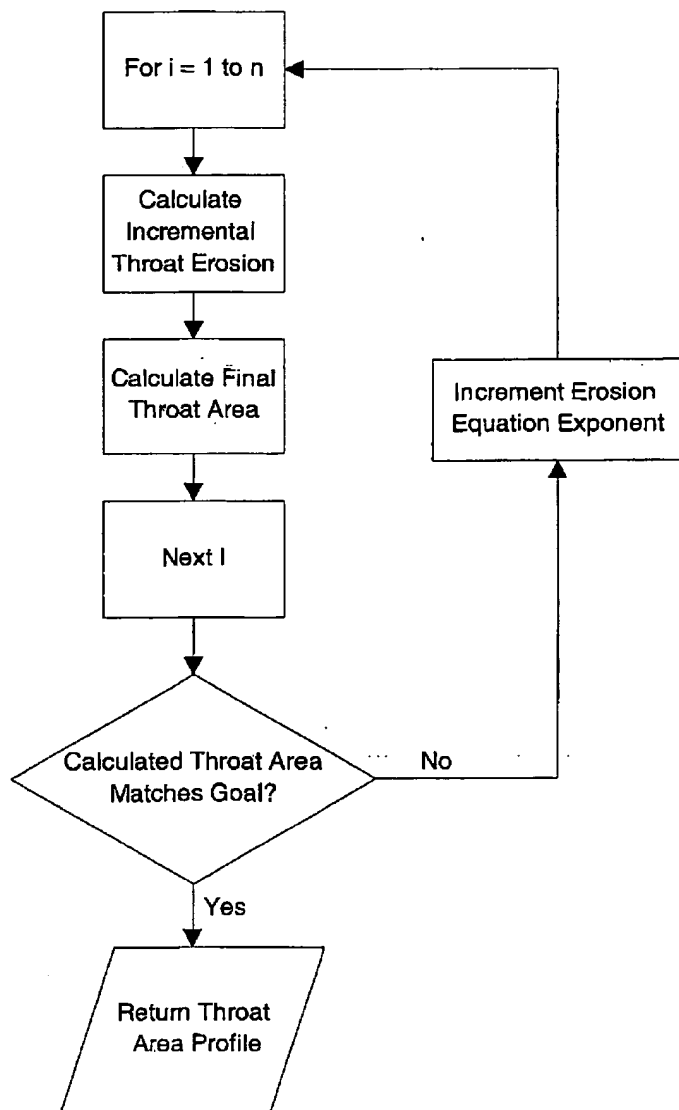 For i = 1 to n
Calculate
Incremental
Throat Erosion
Calculate Final
Throat Area
Increment Erosion
Equation Exponent
Next I
Calculated Throat Area
Matches Goal?
No
Yes
Return Throat
Area Profile